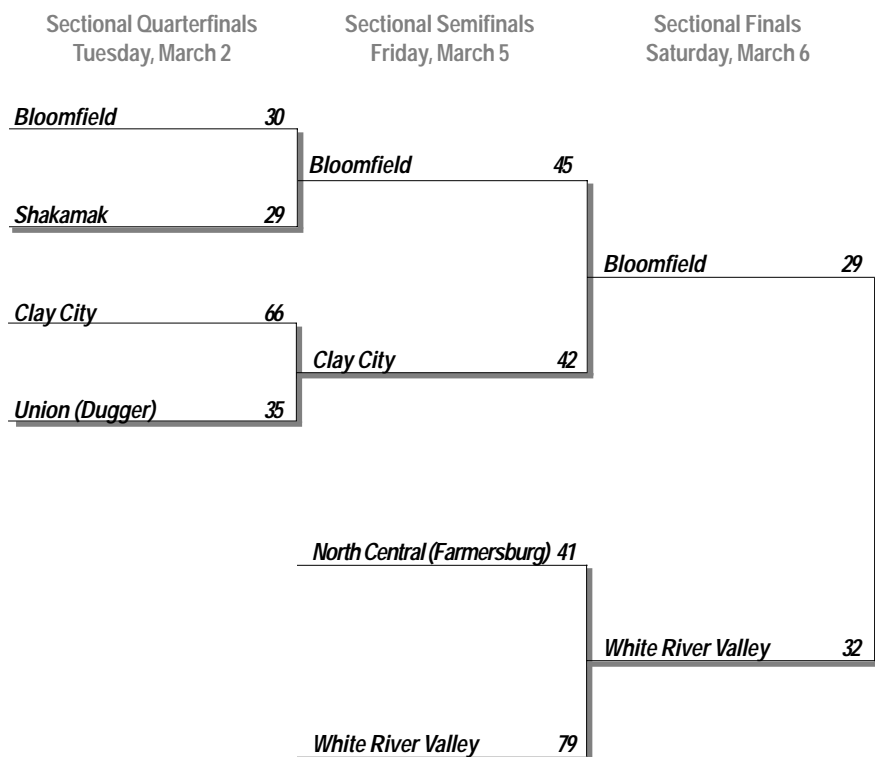 Sectional Quarterfinals
Tuesday, March 2
Sectional Semifinals
Friday, March 5
Sectional Finals
Saturday, March 6
Bloomfield 30
Shakamak 29
Clay City 66
Union (Dugger) 35
Bloomfield 45
Clay City 42
North Central (Farmersburg) 41
White River Valley 79
Bloomfield 29
White River Valley 32